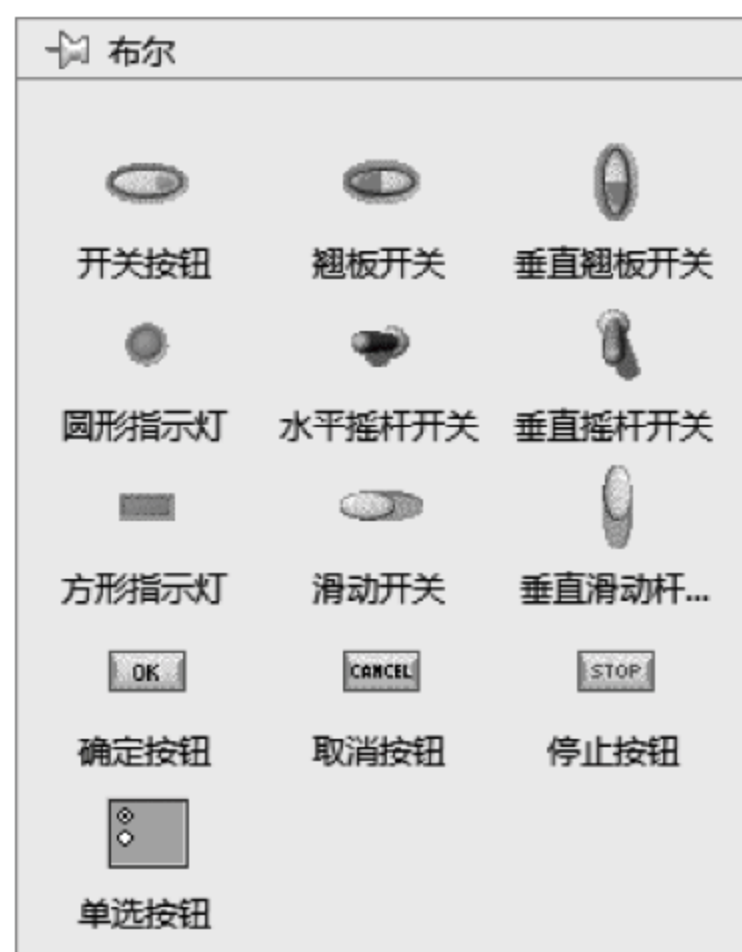 布尔
开关按钮 翘板开关 垂直翘板开关
圆形指示灯 水平摇杆开关 垂直摇杆开关
方形指示灯 滑动开关 垂直滑动杆...
OK CANCEL STOP
确定按钮 取消按钮 停止按钮
单选按钮